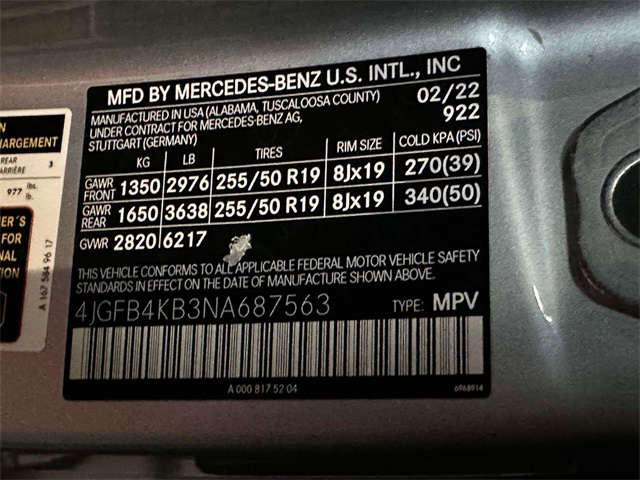 MFD BY MERCEDES-BENZ U.S. INTL., INC
MANUFACTURED IN USA (ALABAMA, TUSCALOOSA COUNTY) 02/22
UNDER CONTRACT FOR MERCEDES-BENZ AG, 922
STUTTGART (GERMANY)
KG LB TIRES RIM SIZE COLD KPA (PSI)
GAWR FRONT 1350 2976 255/50 R19 8Jx19 270(39)
GAWR REAR 1650 3638 255/50 R19 8Jx19 340(50)
GVWR 2820 6217
THIS VEHICLE CONFORMS TO ALL APPLICABLE FEDERAL MOTOR VEHICLE SAFETY
STANDARDS IN EFFECT ON THE DATE OF MANUFACTURE SHOWN ABOVE.
4JGFB4KB3NA687563 TYPE: MPV
A 000 817 52 04 6968914
REAR 3
977 lbs.
lb.
FOR
A 167 584 96 17